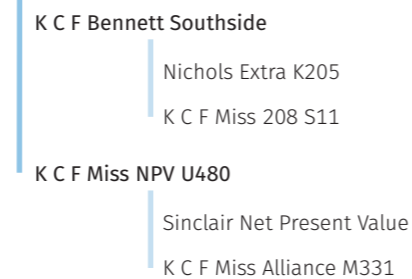 K C F Bennett Southside
Nichols Extra K205
K C F Miss 208 S11
K C F Miss NPV U480
Sinclair Net Present Value
K C F Miss Alliance M331